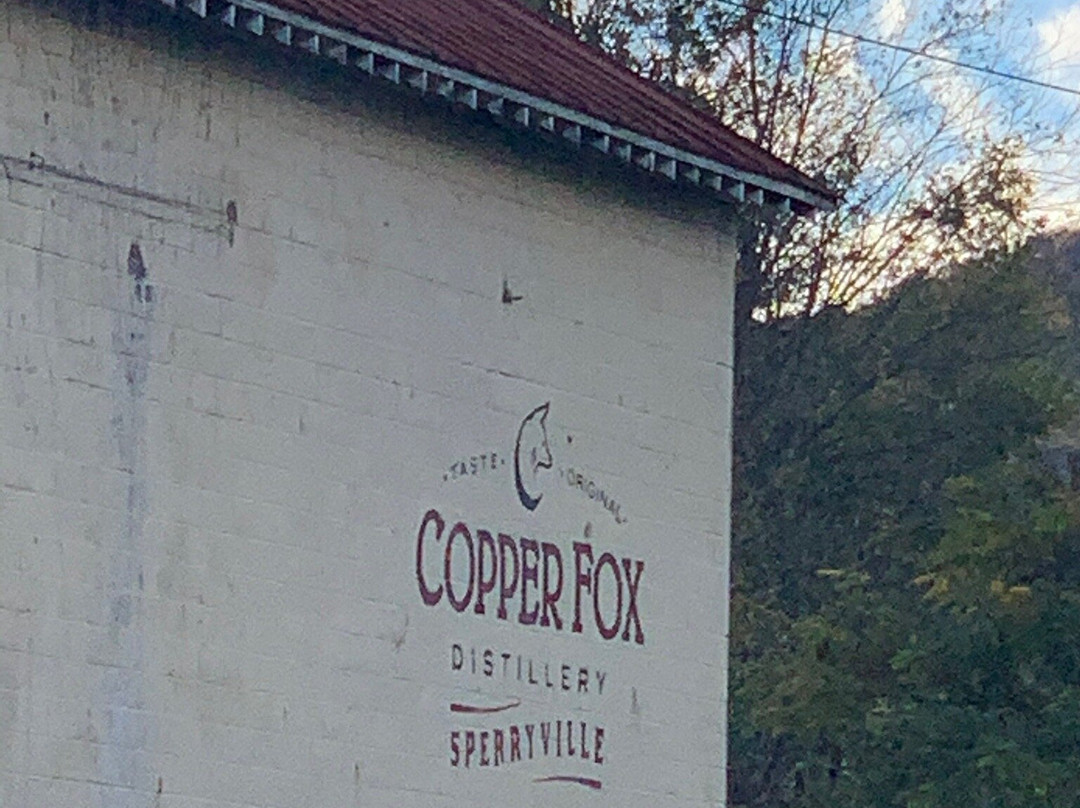 TASTE ORIGINAL
COPPER FOX
DISTILLERY
SPERRYVILLE